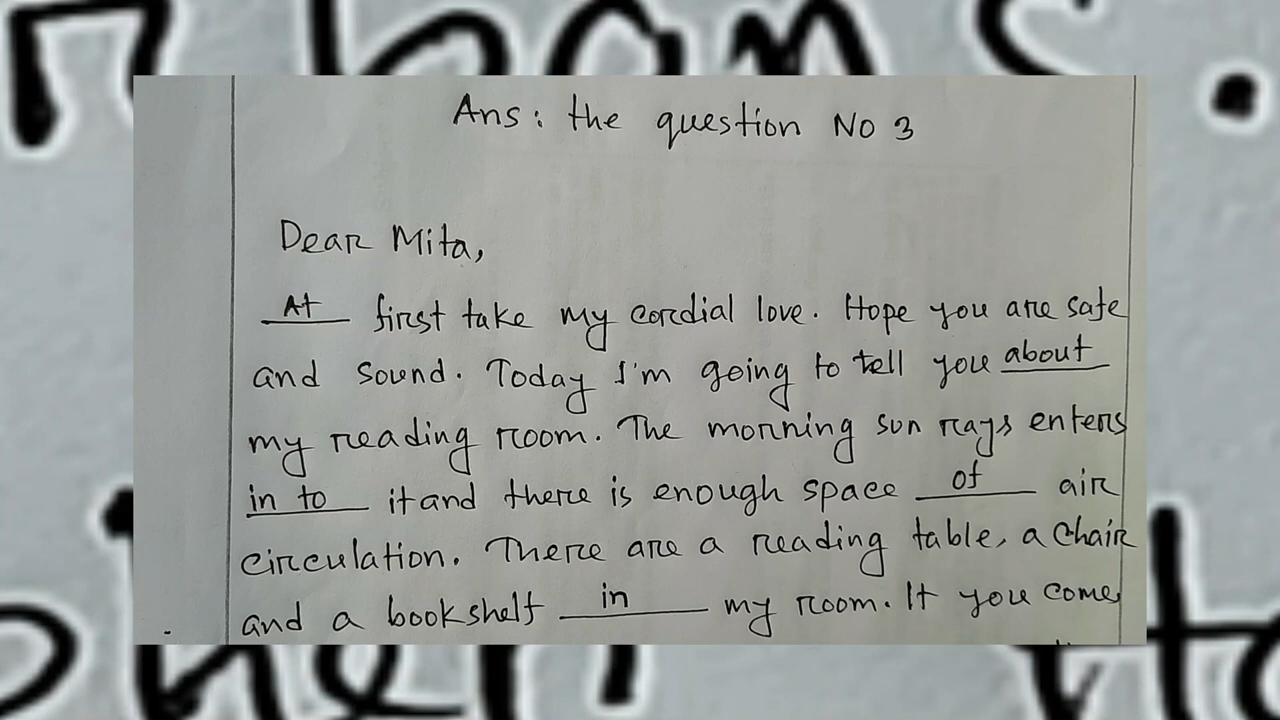 Ans: the question No 3
Dear Mita,
At first take my cordial love. Hope you are safe
and sound. Today I'm going to tell you about
my reading room. The morning sun rays enters
in to it and there is enough space of air
circulation. There are a reading table, a chair
and a bookshelf in my room. If you come